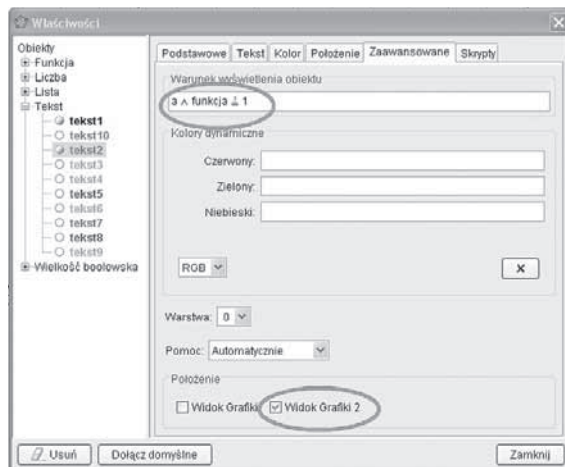 Właściwości
Obiekty
Funkcja
Liczba
Lista
Tekst
tekst1
tekst10
tekst2
tekst3
tekst4
tekst5
tekst6
tekst7
tekst8
tekst9
Wielkość boolowska
Podstawowe Tekst Kolor Położenie Zaawansowane Skrypty
Warunek wyświetlenia obiektu
a ∧ funkcja ≟ 1
Kolory dynamiczne
Czerwony:
Zielony:
Niebieski:
RGB
x
Warstwa: 0
Pomoc: Automatycznie
Położenie
Widok Grafiki Widok Grafiki 2
Usuń Dołącz domyślne Zamknij